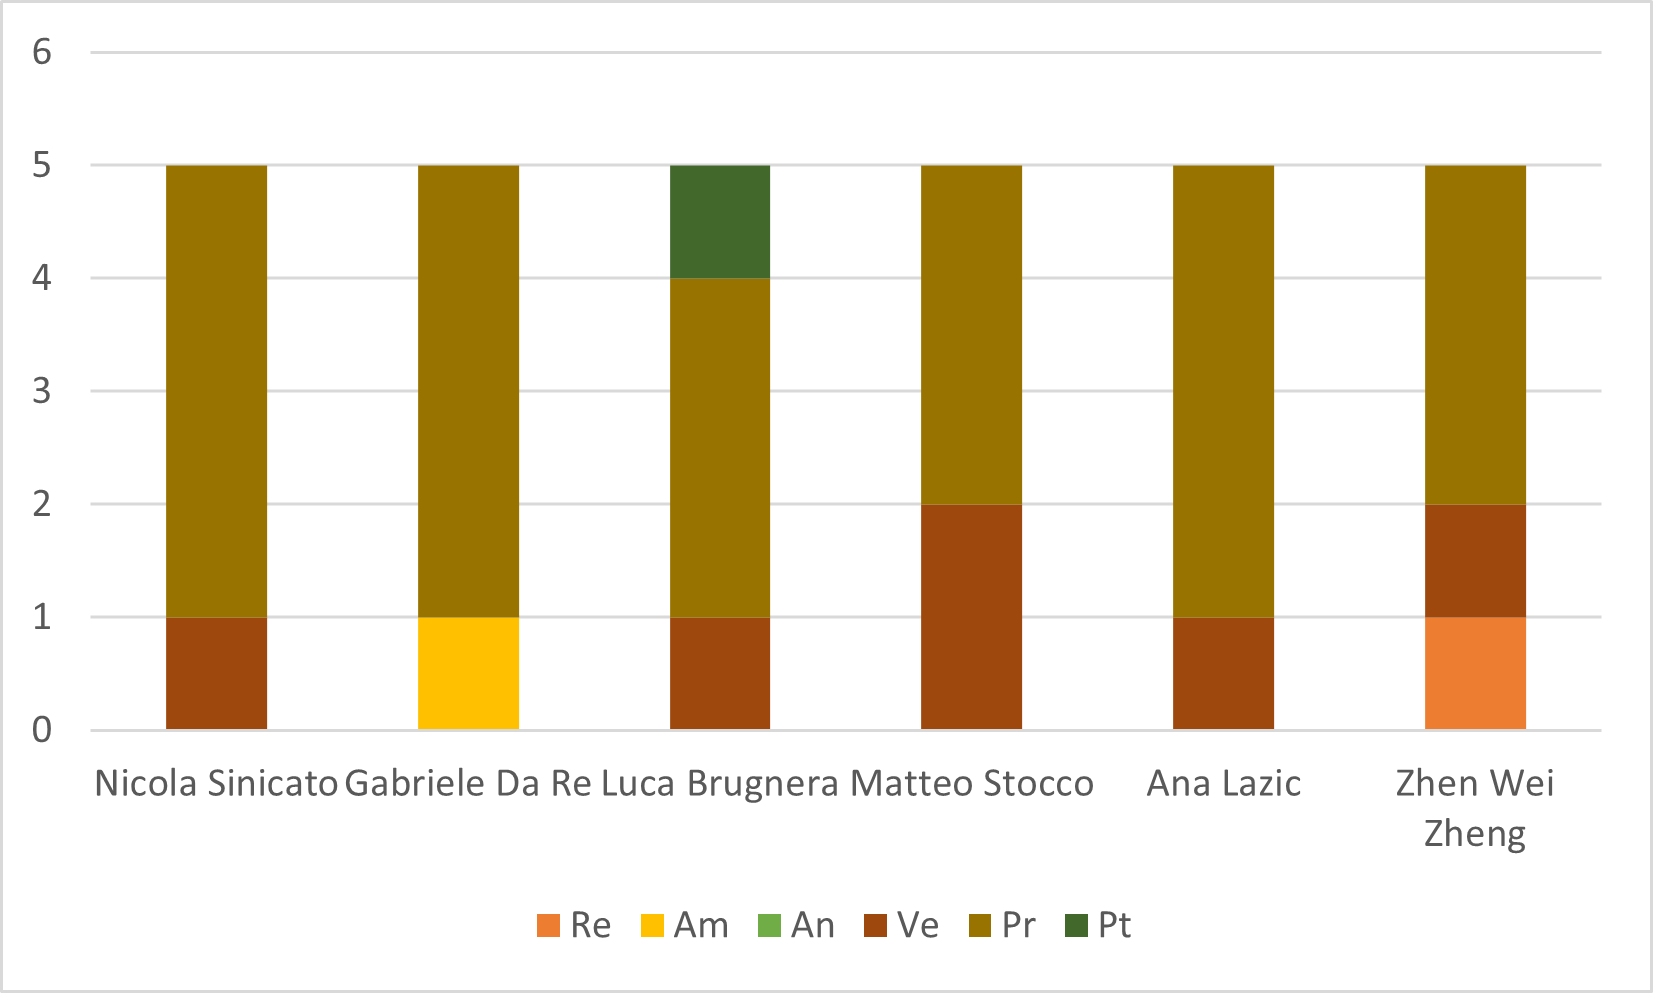 6
5
4
3
2
1
0
Nicola Sinicato Gabriele Da Re Luca Brugnera Matteo Stocco Ana Lazic Zhen Wei
Zheng
Re Am An Ve Pr Pt